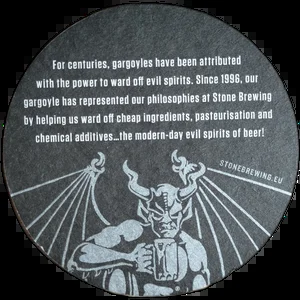 For centuries, gargoyles have been attributed
with the power to ward off evil spirits. Since 1996, our
gargoyle has represented our philosophies at Stone Brewing
by helping us ward off cheap ingredients, pasteurisation and
chemical additives...the modern-day evil spirits of beer!
STONEBREWING.EU